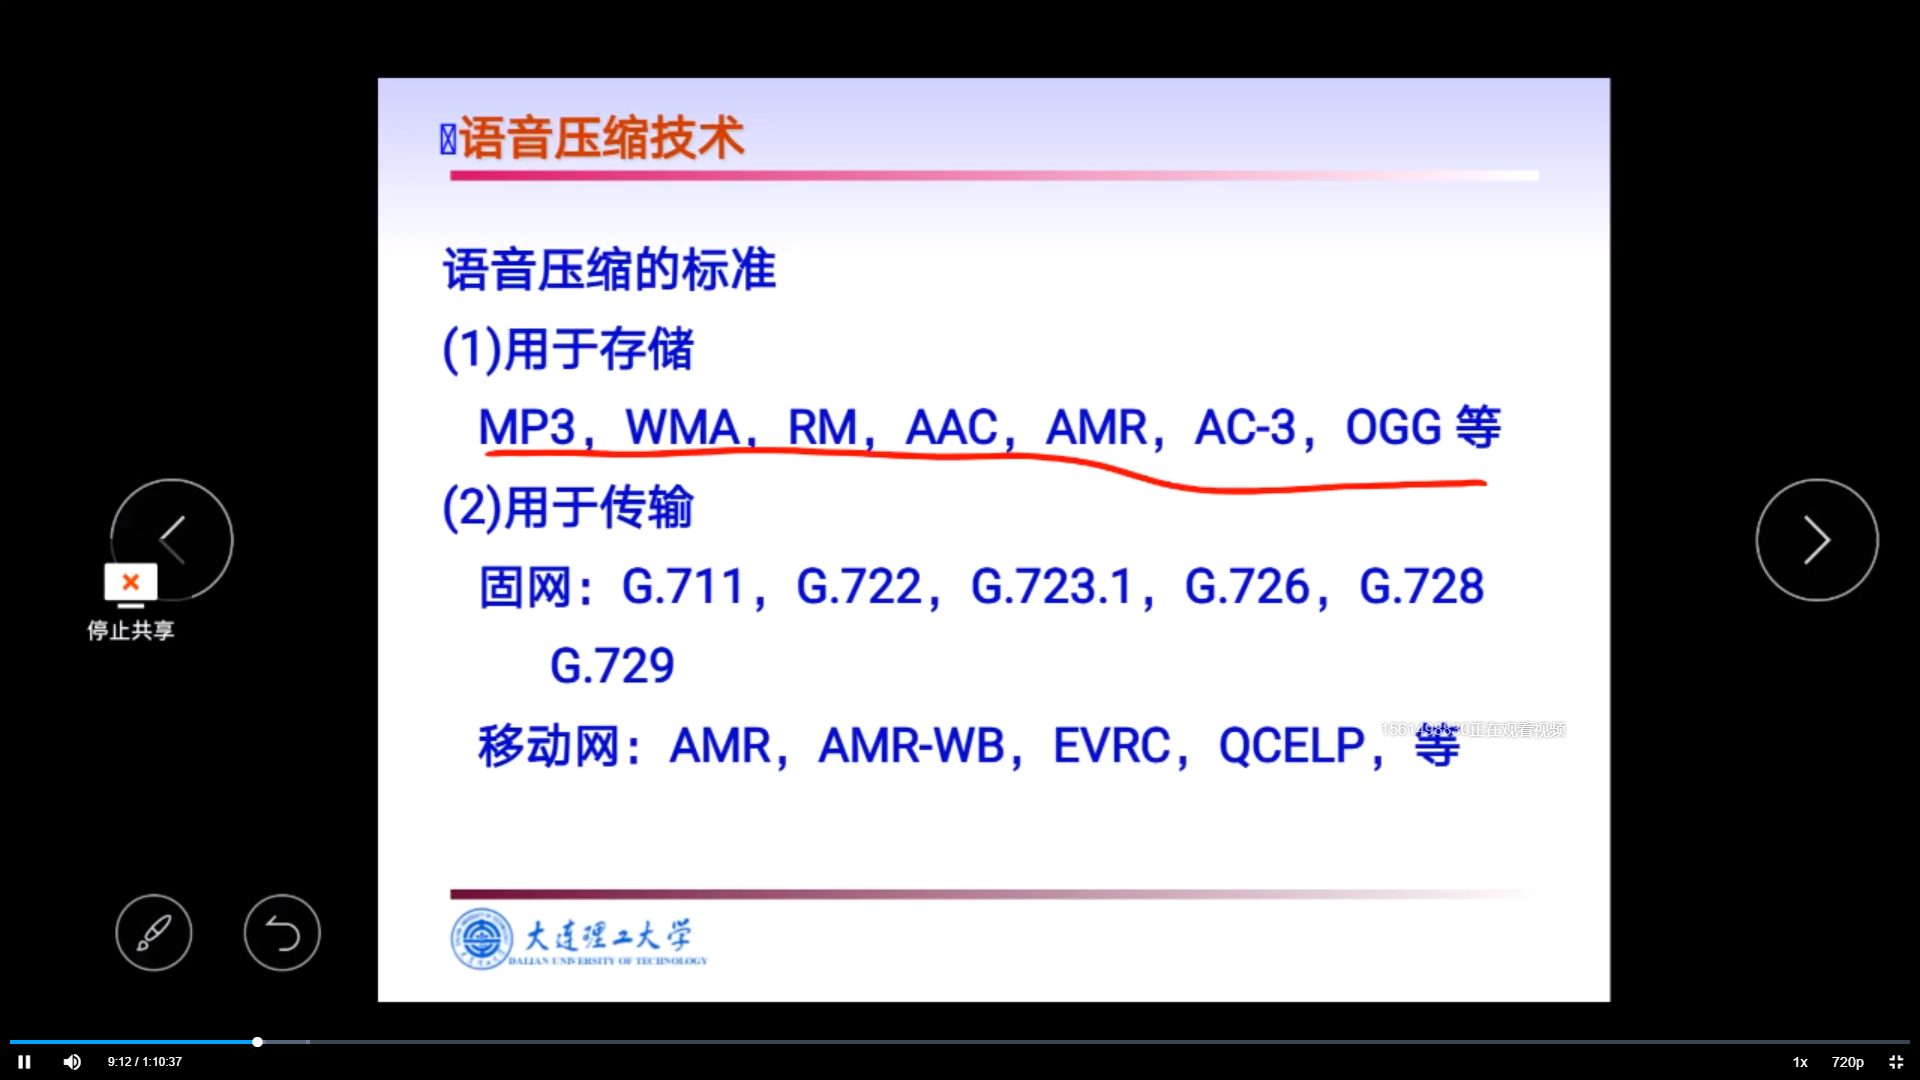 语音压缩技术
语音压缩的标准
(1)用于存储
MP3，WMA，RM，AAC，AMR，AC-3，OGG 等
(2)用于传输
固网：G.711，G.722，G.723.1，G.726，G.728
G.729
移动网：AMR，AMR-WB，EVRC，QCELP，等
正在观看视频
停止共享
大连理工大学
DALIAN UNIVERSITY OF TECHNOLOGY
9:12 / 1:10:37
1x
720p